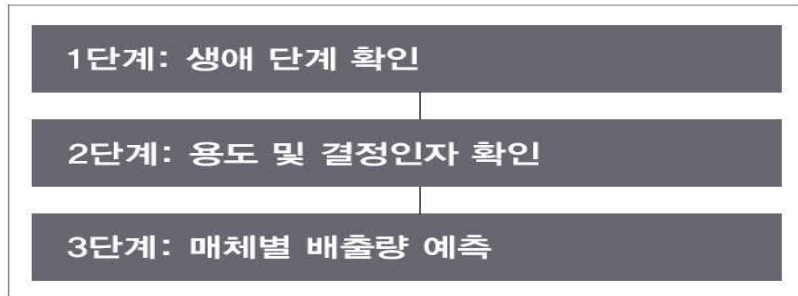 1단계: 생애 단계 확인
2단계: 용도 및 결정인자 확인
3단계: 매체별 배출량 예측